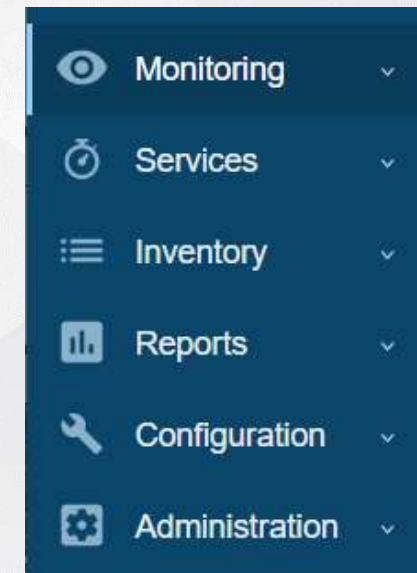 Monitoring
Services
Inventory
Reports
Configuration
Administration